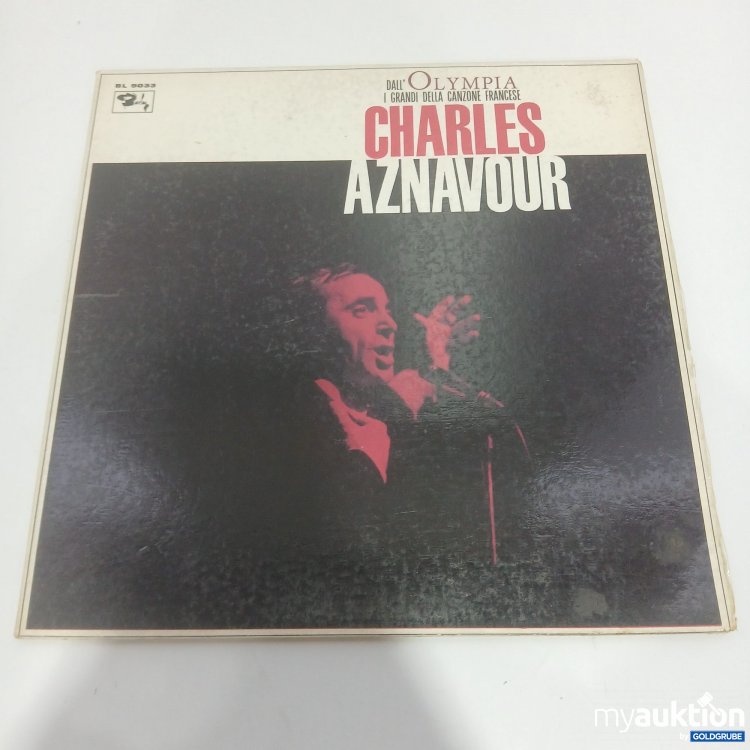 BL 9033
DALL' OLYMPIA
I GRANDI DELLA CANZONE FRANCESE
CHARLES
AZNAVOUR
myauktion
by GOLDGRUBE